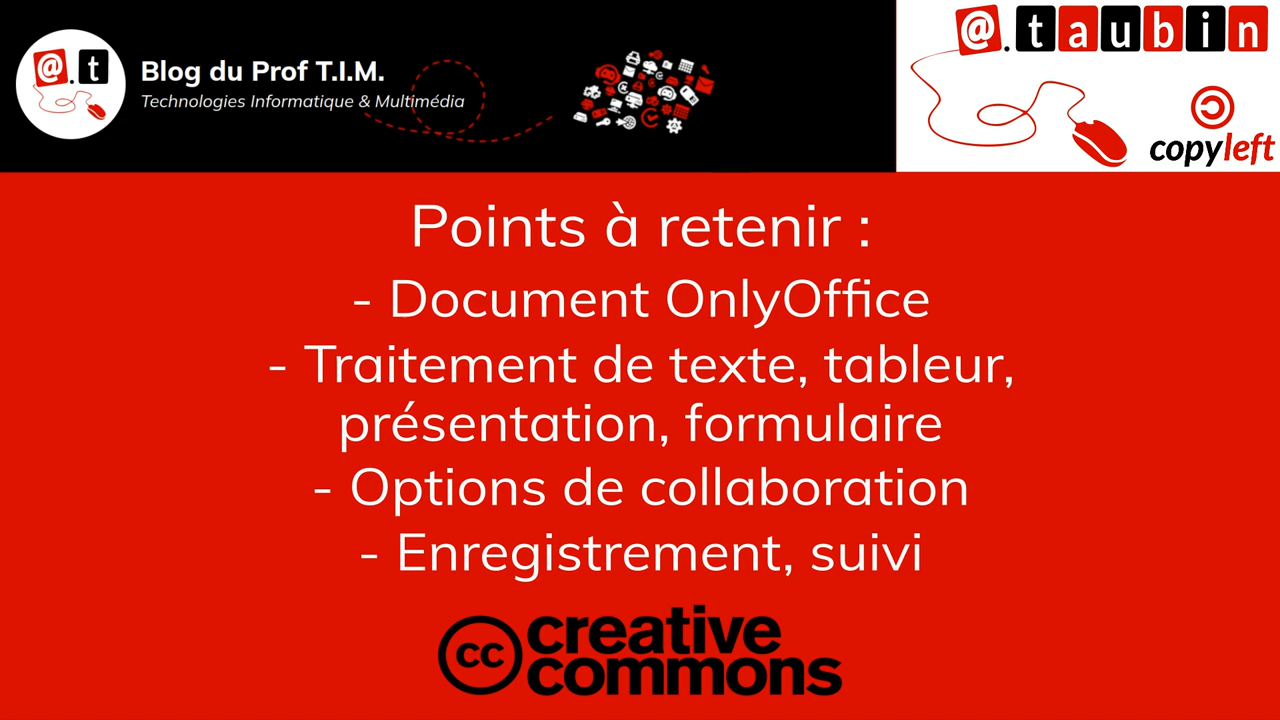 @.t
Blog du Prof T.I.M.
Technologies Informatique & Multimédia
@.taubin
copyleft
Points à retenir :
- Document OnlyOffice
- Traitement de texte, tableur,
présentation, formulaire
- Options de collaboration
- Enregistrement, suivi
cc creative
commons